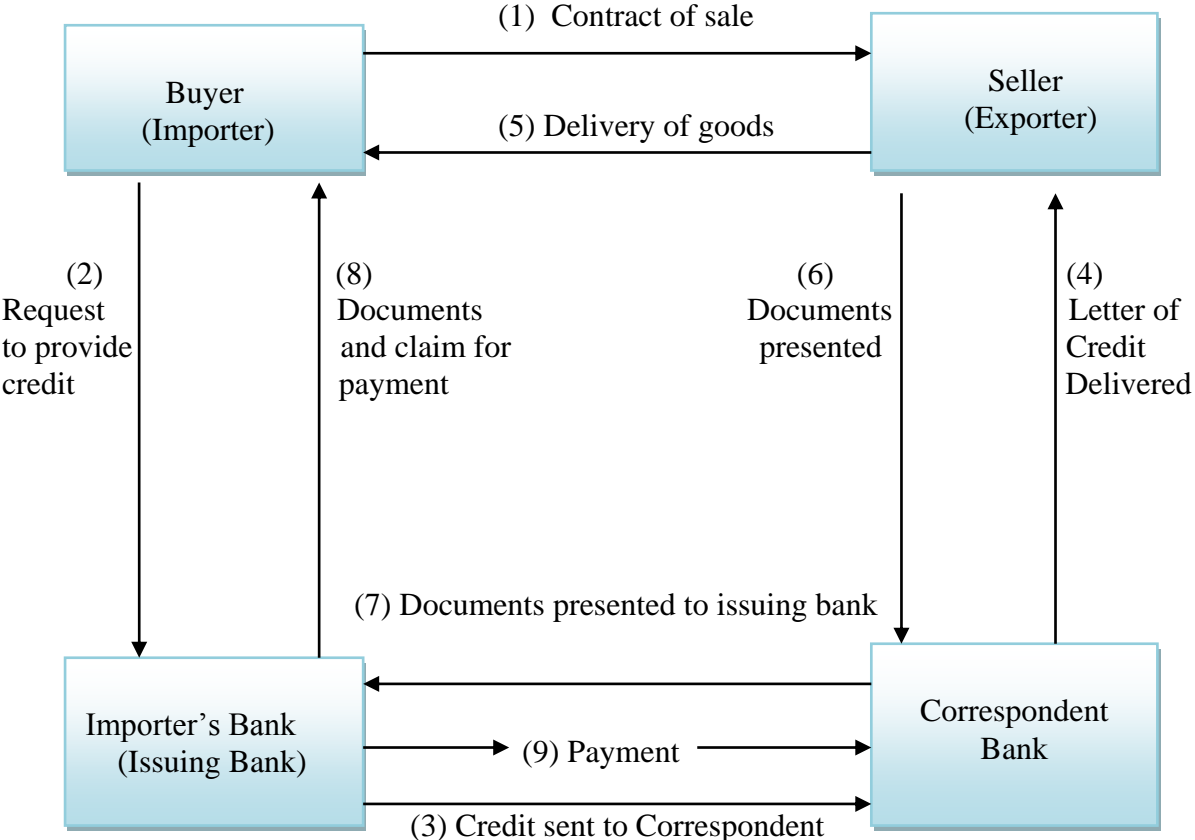 (1) Contract of sale
Buyer
(Importer)
Seller
(Exporter)
(5) Delivery of goods
(2)
Request
to provide
credit
(8)
Documents
and claim for
payment
(6)
Documents
presented
(4)
Letter of
Credit
Delivered
(7) Documents presented to issuing bank
Importer’s Bank
(Issuing Bank)
Correspondent
Bank
(9) Payment
(3) Credit sent to Correspondent